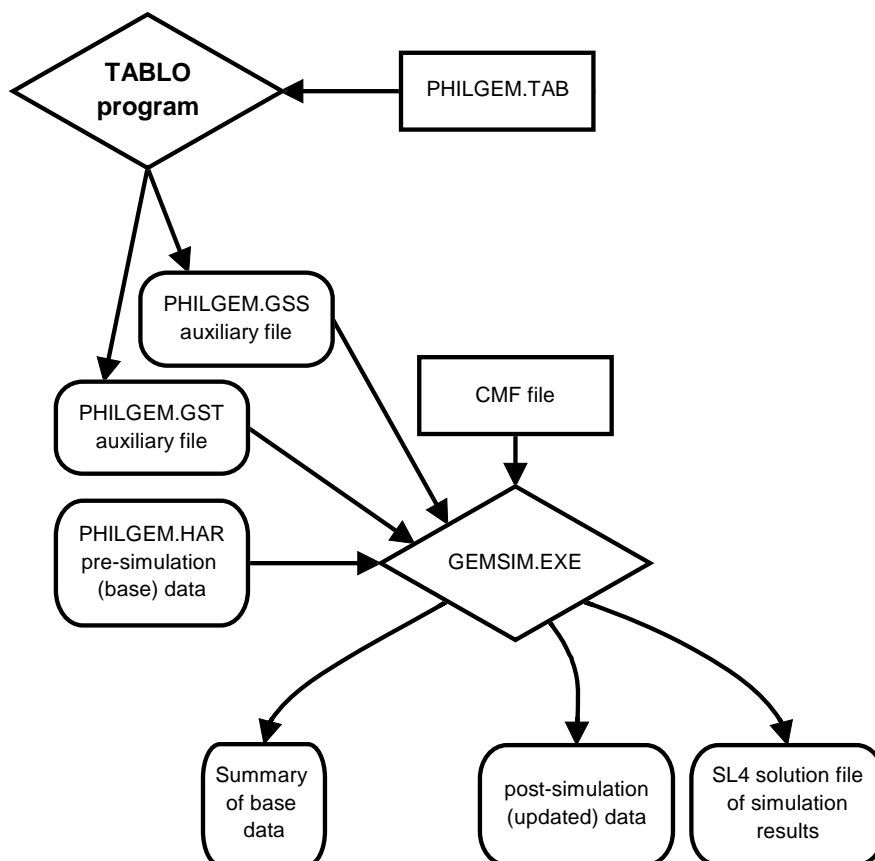 TABLO
program
PHILGEM.TAB
PHILGEM.GSS
auxiliary file
PHILGEM.GST
auxiliary file
CMF file
PHILGEM.HAR
pre-simulation
(base) data
GEMSIM.EXE
Summary
of base
data
post-simulation
(updated) data
SL4 solution file
of simulation
results